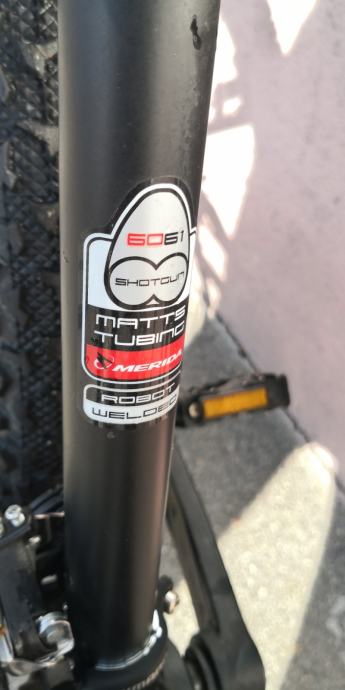 6061
SHOTGUN
MATTS
TUBING
MERIDA
ROBOT
WELDED